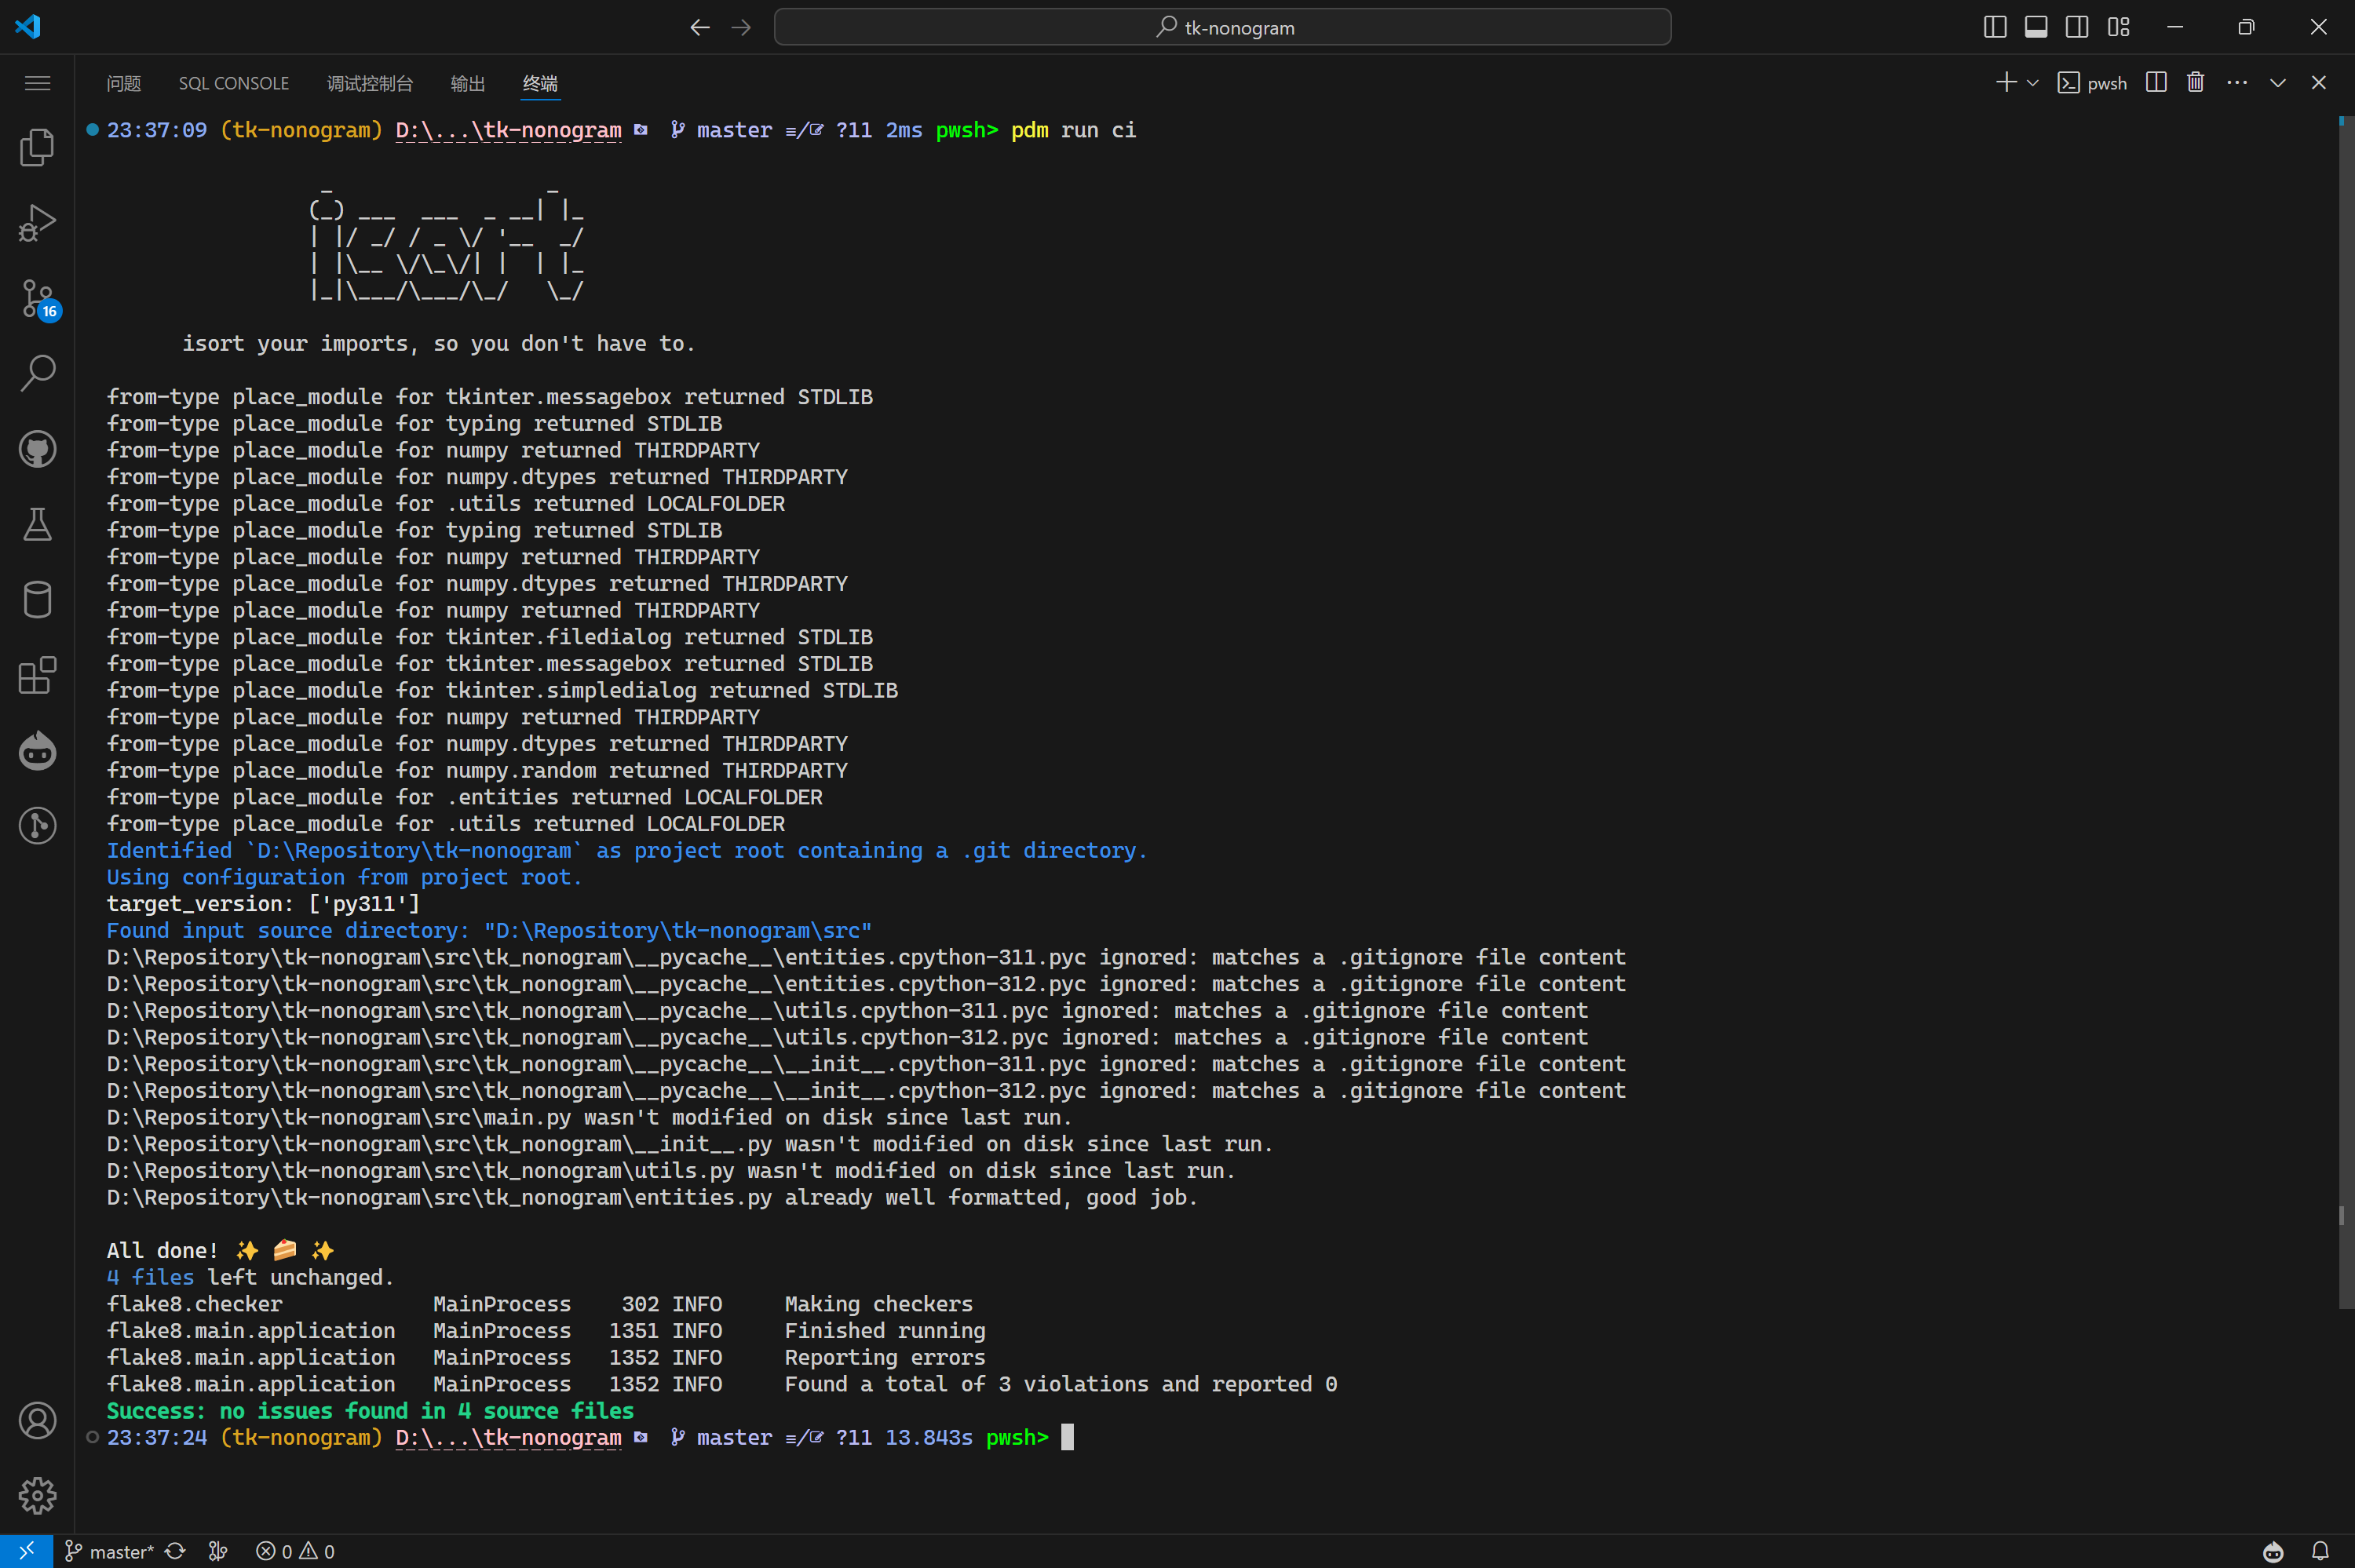 tk-nonogram
问题 SQL CONSOLE 调试控制台 输出 终端 pwsh
23:37:09 (tk-nonogram) D:\...\tk-nonogram master ≡/ ?11 2ms pwsh> pdm run ci
_ _
(_) ___ ___ _ __| |_
| |/ _/ / _ \/ '__ _/
| |\__ \/\_\/| | | |_
|_|\___/\___/\_/ \_/
isort your imports, so you don't have to.
from-type place_module for tkinter.messagebox returned STDLIB
from-type place_module for typing returned STDLIB
from-type place_module for numpy returned THIRDPARTY
from-type place_module for numpy.dtypes returned THIRDPARTY
from-type place_module for .utils returned LOCALFOLDER
from-type place_module for typing returned STDLIB
from-type place_module for numpy returned THIRDPARTY
from-type place_module for numpy.dtypes returned THIRDPARTY
from-type place_module for numpy returned THIRDPARTY
from-type place_module for tkinter.filedialog returned STDLIB
from-type place_module for tkinter.messagebox returned STDLIB
from-type place_module for tkinter.simpledialog returned STDLIB
from-type place_module for numpy returned THIRDPARTY
from-type place_module for numpy.dtypes returned THIRDPARTY
from-type place_module for numpy.random returned THIRDPARTY
from-type place_module for .entities returned LOCALFOLDER
from-type place_module for .utils returned LOCALFOLDER
Identified `D:\Repository\tk-nonogram` as project root containing a .git directory.
Using configuration from project root.
target_version: ['py311']
Found input source directory: "D:\Repository\tk-nonogram\src"
D:\Repository\tk-nonogram\src\tk_nonogram\__pycache__\entities.cpython-311.pyc ignored: matches a .gitignore file content
D:\Repository\tk-nonogram\src\tk_nonogram\__pycache__\entities.cpython-312.pyc ignored: matches a .gitignore file content
D:\Repository\tk-nonogram\src\tk_nonogram\__pycache__\utils.cpython-311.pyc ignored: matches a .gitignore file content
D:\Repository\tk-nonogram\src\tk_nonogram\__pycache__\utils.cpython-312.pyc ignored: matches a .gitignore file content
D:\Repository\tk-nonogram\src\tk_nonogram\__pycache__\__init__.cpython-311.pyc ignored: matches a .gitignore file content
D:\Repository\tk-nonogram\src\tk_nonogram\__pycache__\__init__.cpython-312.pyc ignored: matches a .gitignore file content
D:\Repository\tk-nonogram\src\main.py wasn't modified on disk since last run.
D:\Repository\tk-nonogram\src\tk_nonogram\__init__.py wasn't modified on disk since last run.
D:\Repository\tk-nonogram\src\tk_nonogram\utils.py wasn't modified on disk since last run.
D:\Repository\tk-nonogram\src\tk_nonogram\entities.py already well formatted, good job.
All done! ✨ 🍰 ✨
4 files left unchanged.
flake8.checker MainProcess 302 INFO Making checkers
flake8.main.application MainProcess 1351 INFO Finished running
flake8.main.application MainProcess 1352 INFO Reporting errors
flake8.main.application MainProcess 1352 INFO Found a total of 3 violations and reported 0
Success: no issues found in 4 source files
23:37:24 (tk-nonogram) D:\...\tk-nonogram master ≡/ ?11 13.843s pwsh>
16
master* 0 0